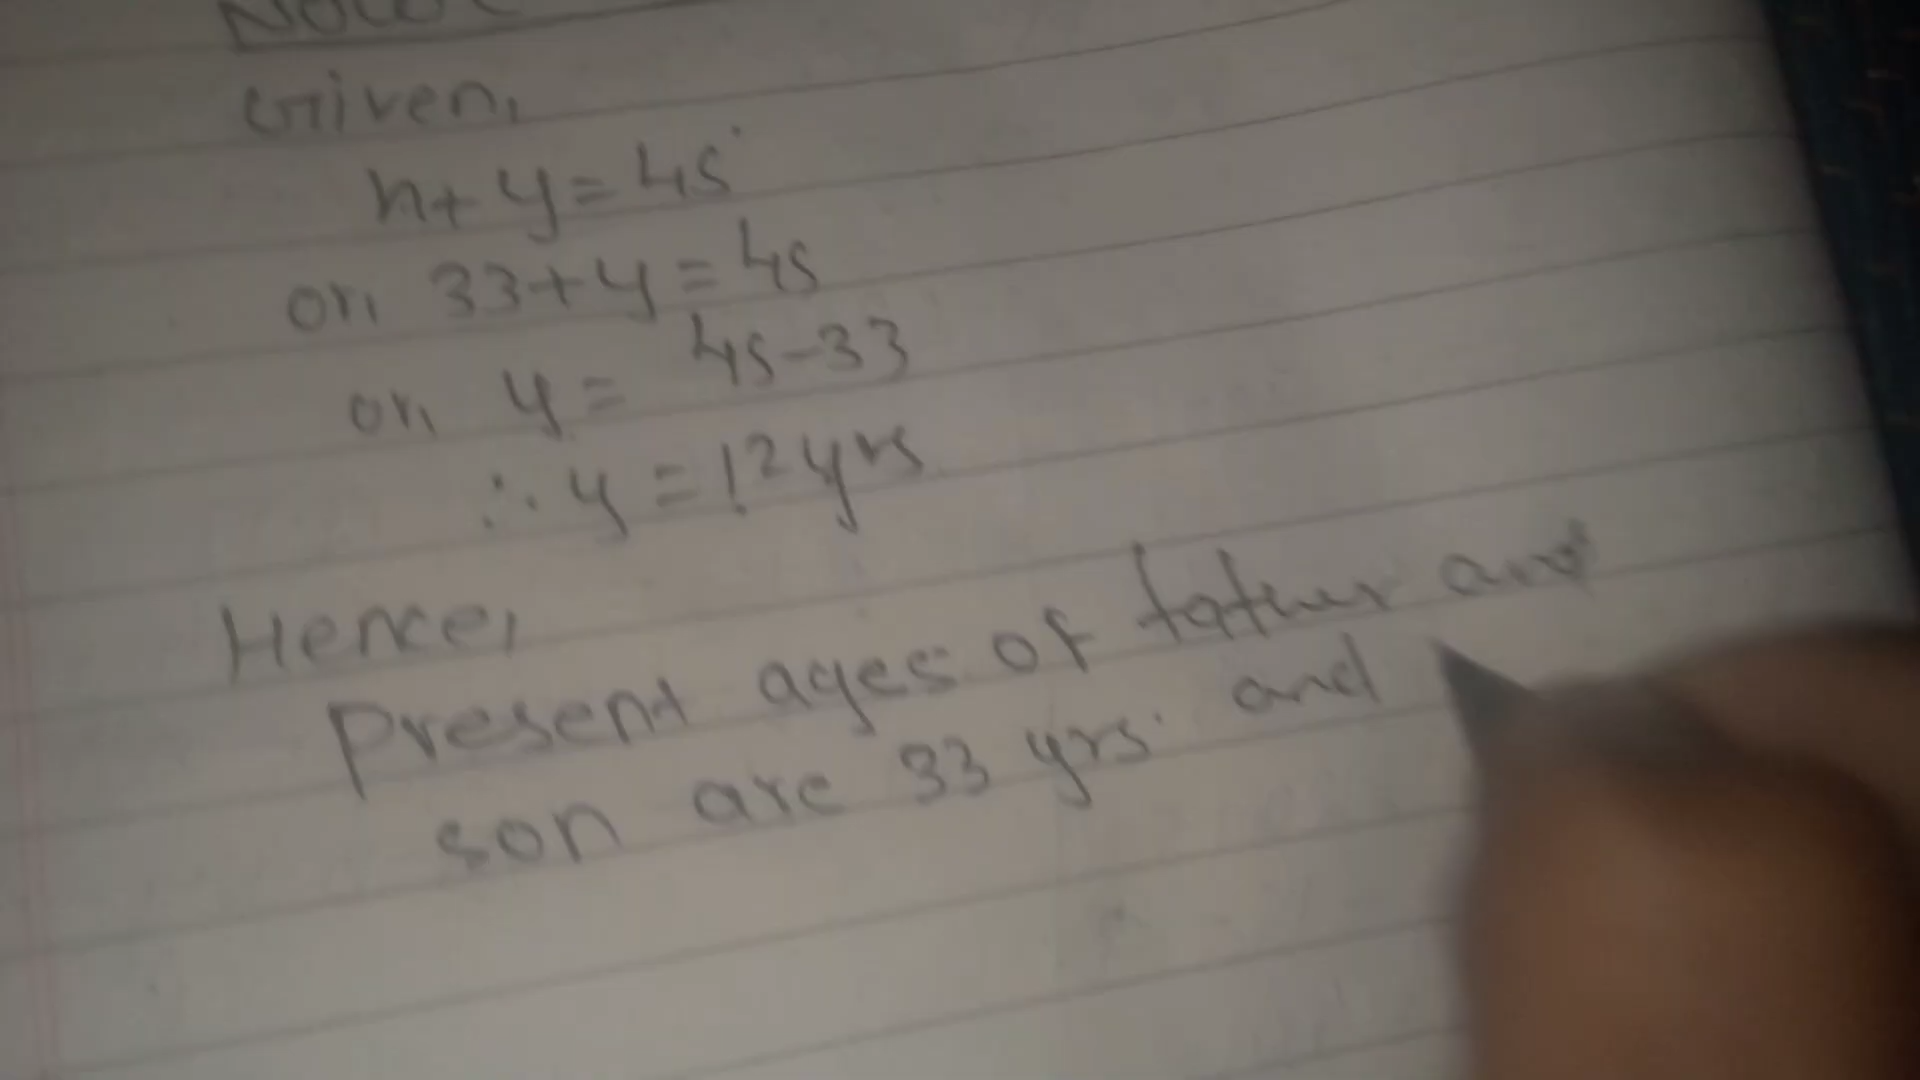 Now,
Given,
x+y=45
or, 33+y=45
or, y= 45-33
∴ y=12yrs
Hence,
Present ages of father and
son are 33 yrs. and